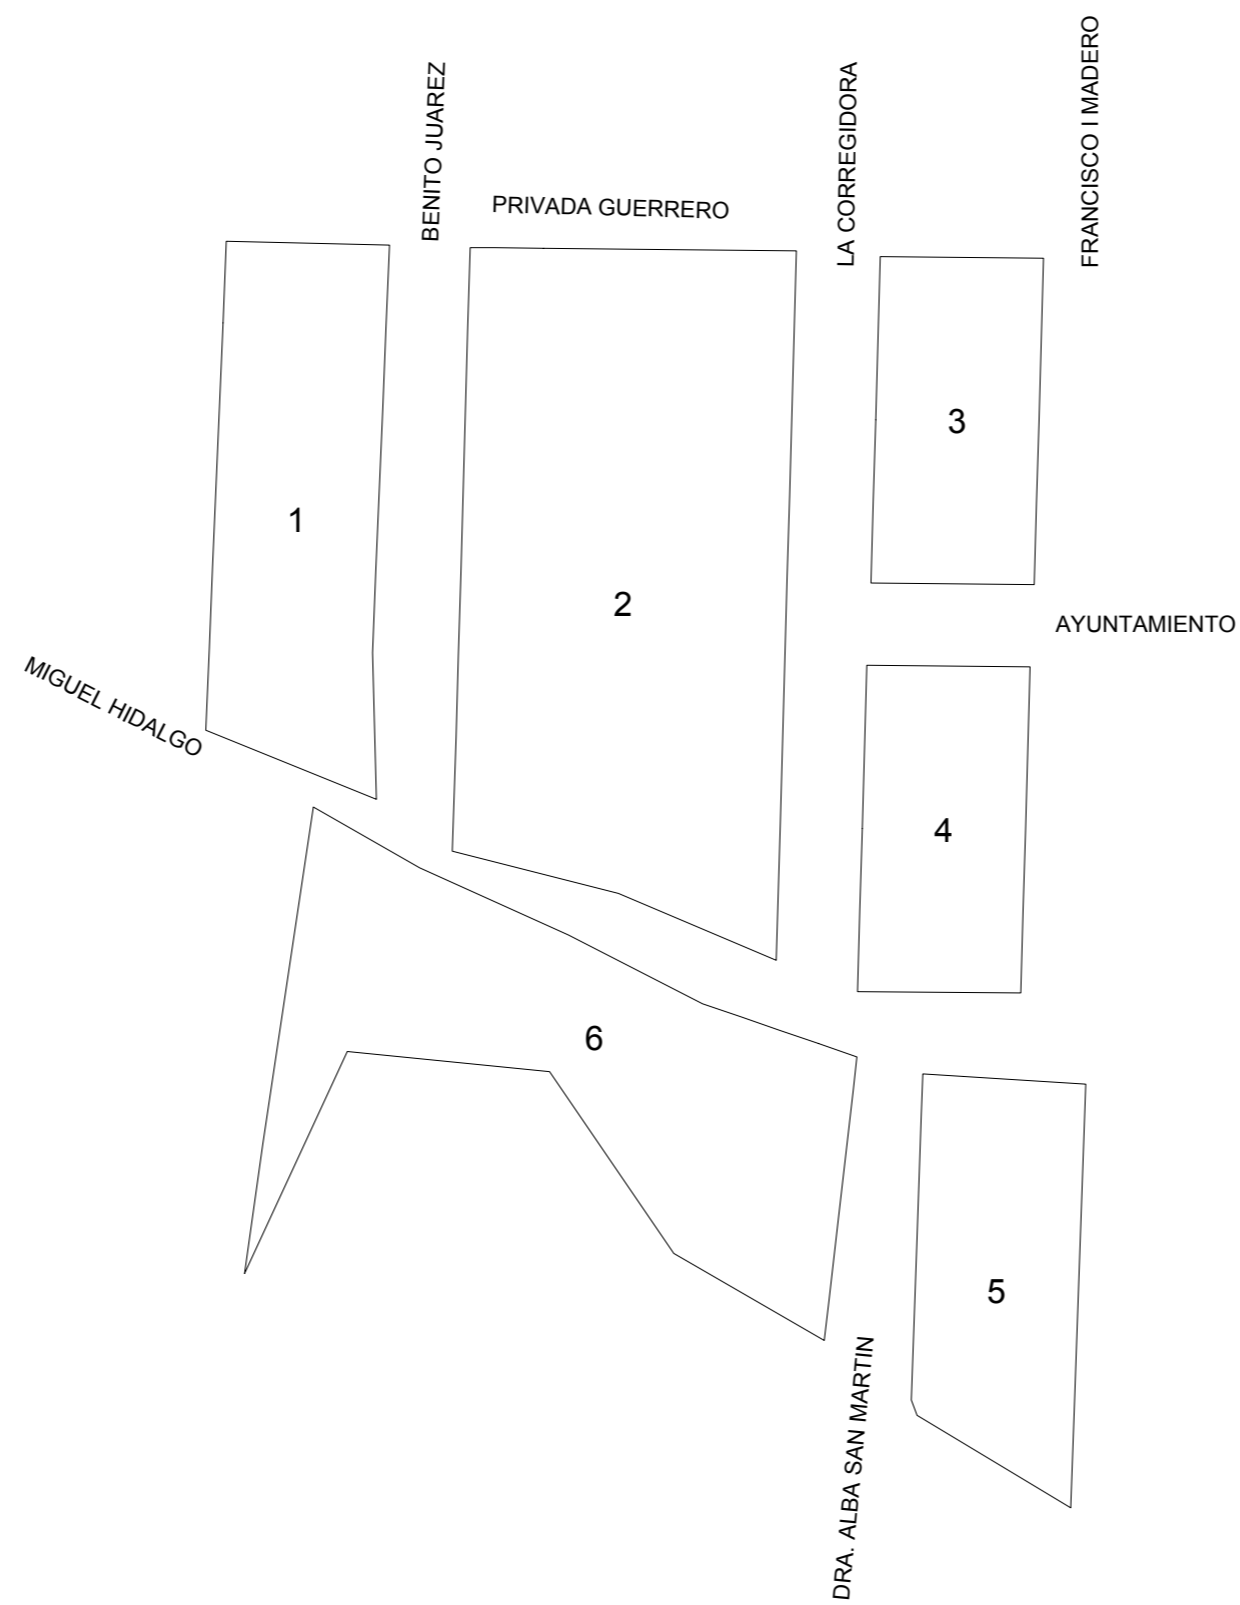 FRANCISCO I MADERO
BENITO JUAREZ
LA CORREGIDORA
PRIVADA GUERRERO
3
1
2
AYUNTAMIENTO
MIGUEL HIDALGO
4
6
5
DRA. ALBA SAN MARTIN